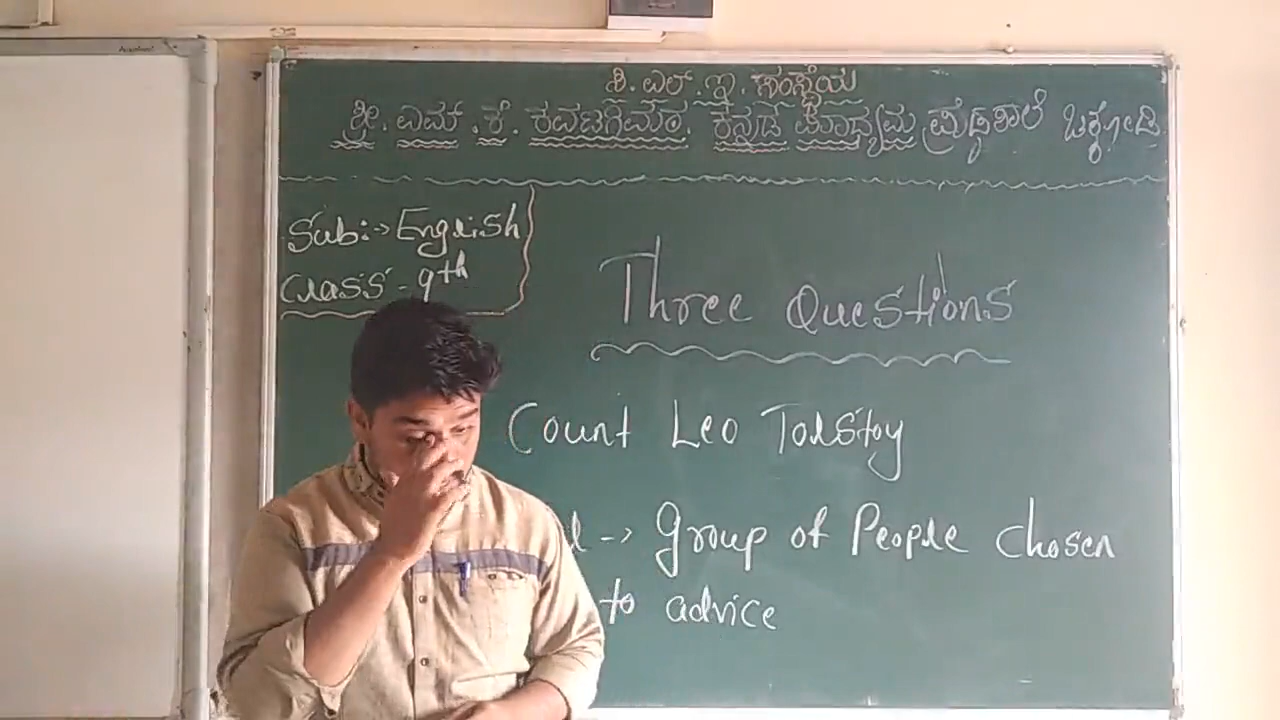 ಶಿ. ಎಲ್. ಇ. ಸಂಸ್ಥೆಯ
ಶ್ರೀ. ಎಮ್ .ಕೆ. ಕವಟಗಿಮಠ. ಕನ್ನಡ ಮಾಧ್ಯಮ ಪ್ರೌಢಶಾಲೆ
Sub:-> English
Class - 9th
Three Questions
Count Leo Tolstoy
-> Group of People chosen
to advice